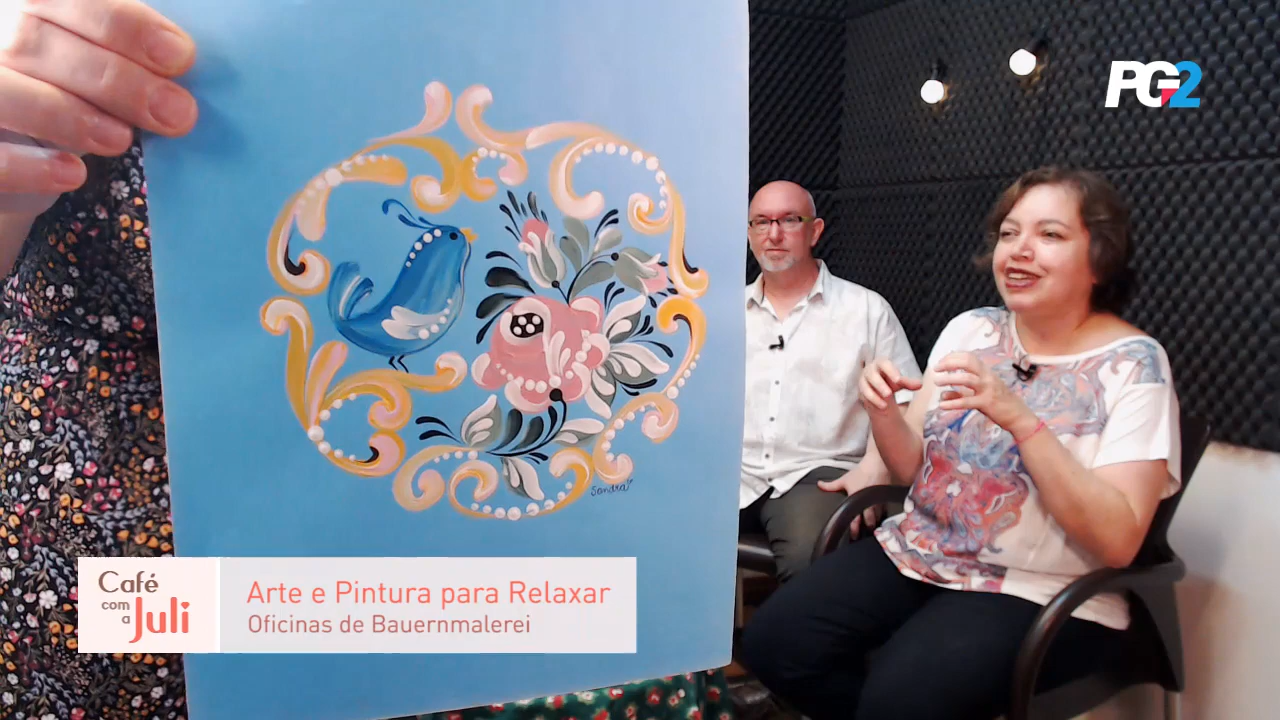 PG2
Sandra
Café
com
a Juli
Arte e Pintura para Relaxar
Oficinas de Bauernmalerei